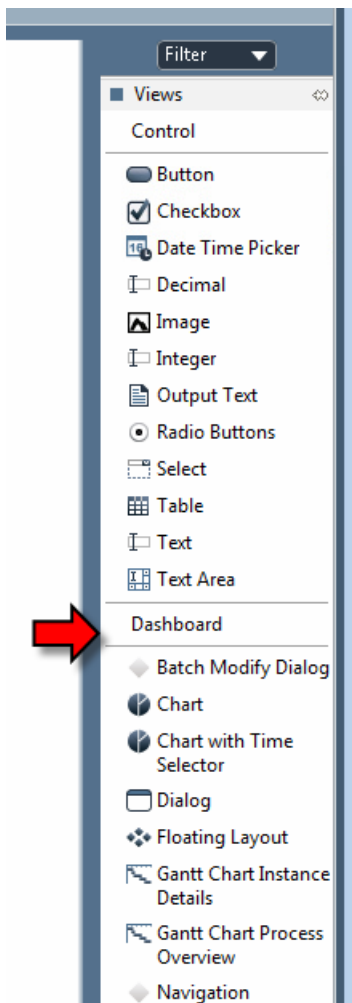 Filter
Views
Control
Button
Checkbox
Date Time Picker
Decimal
Image
Integer
Output Text
Radio Buttons
Select
Table
Text
Text Area
Dashboard
Batch Modify Dialog
Chart
Chart with Time
Selector
Dialog
Floating Layout
Gantt Chart Instance
Details
Gantt Chart Process
Overview
Navigation